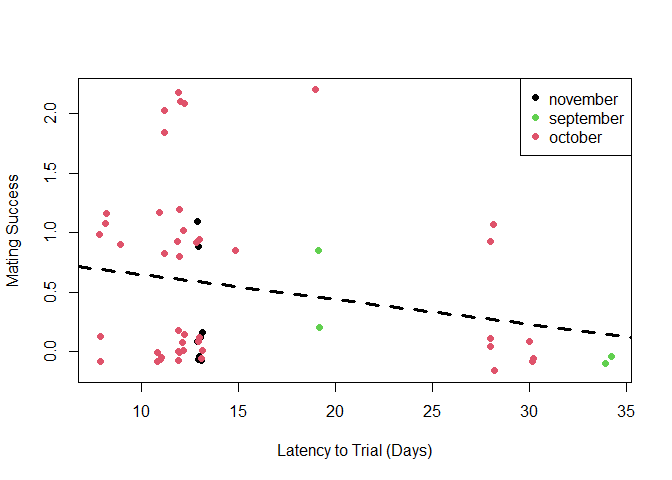 november
september
october
Mating Success
2.0
1.5
1.0
0.5
0.0
10 15 20 25 30 35
Latency to Trial (Days)